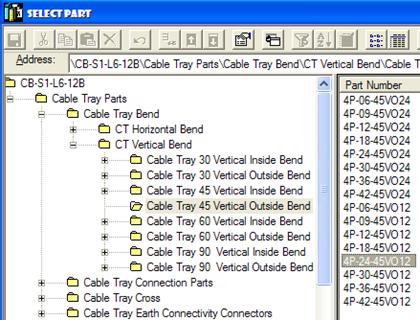 SELECT PART
Address: \CB-S1-L6-12B\Cable Tray Parts\Cable Tray Bend\CT Vertical Bend\Cable T
CB-S1-L6-12B
Cable Tray Parts
Cable Tray Bend
CT Horizontal Bend
CT Vertical Bend
Cable Tray 30 Vertical Inside Bend
Cable Tray 30 Vertical Outside Bend
Cable Tray 45 Vertical Inside Bend
Cable Tray 45 Vertical Outside Bend
Cable Tray 60 Vertical Inside Bend
Cable Tray 60 Vertical Outside Bend
Cable Tray 90 Vertical Inside Bend
Cable Tray 90 Vertical Outside Bend
Cable Tray Connection Parts
Cable Tray Cross
Cable Tray Earth Connectivity Connectors
Part Number
4P-06-45VO24
4P-09-45VO24
4P-12-45VO24
4P-18-45VO24
4P-24-45VO24
4P-30-45VO24
4P-36-45VO24
4P-42-45VO24
4P-06-45VO12
4P-09-45VO12
4P-12-45VO12
4P-18-45VO12
4P-24-45VO12
4P-30-45VO12
4P-36-45VO12
4P-42-45VO12